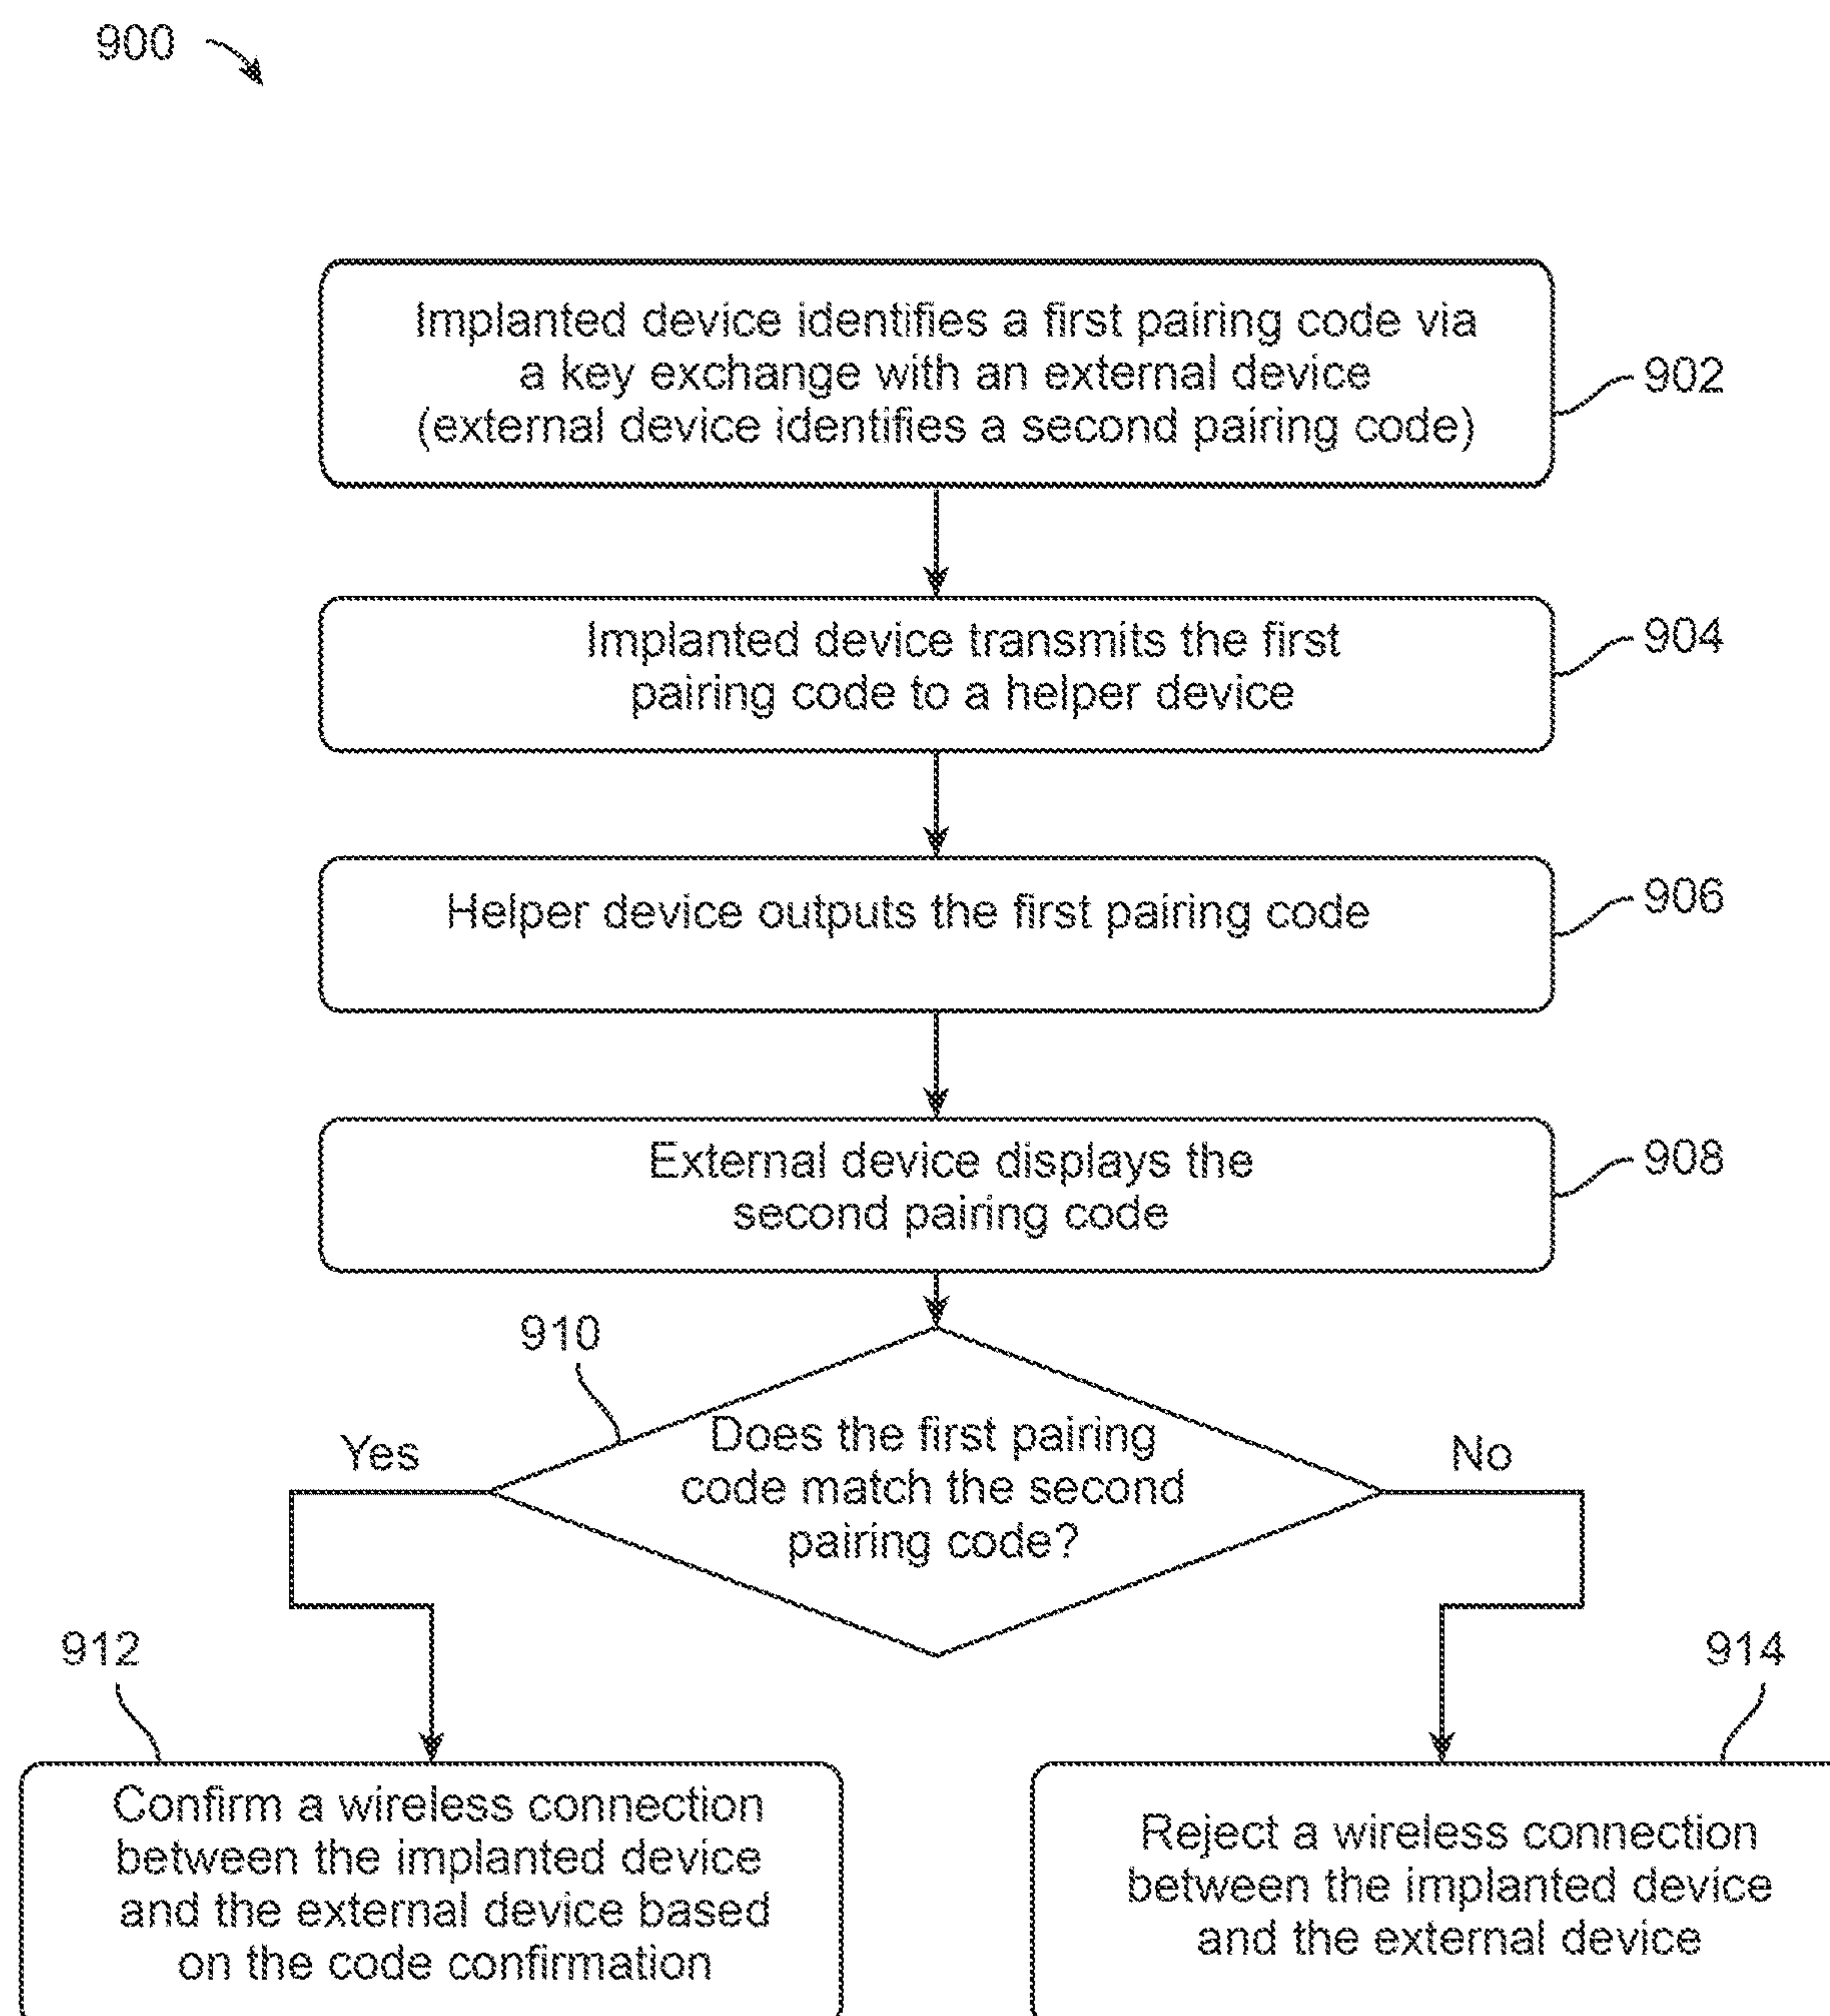 900
Implanted device identifies a first pairing code via
a key exchange with an external device
(external device identifies a second pairing code)
902
Implanted device transmits the first
pairing code to a helper device
904
Helper device outputs the first pairing code
906
External device displays the
second pairing code
908
910
Does the first pairing
code match the second
pairing code?
Yes
No
912
Confirm a wireless connection
between the implanted device
and the external device based
on the code confirmation
914
Reject a wireless connection
between the implanted device
and the external device